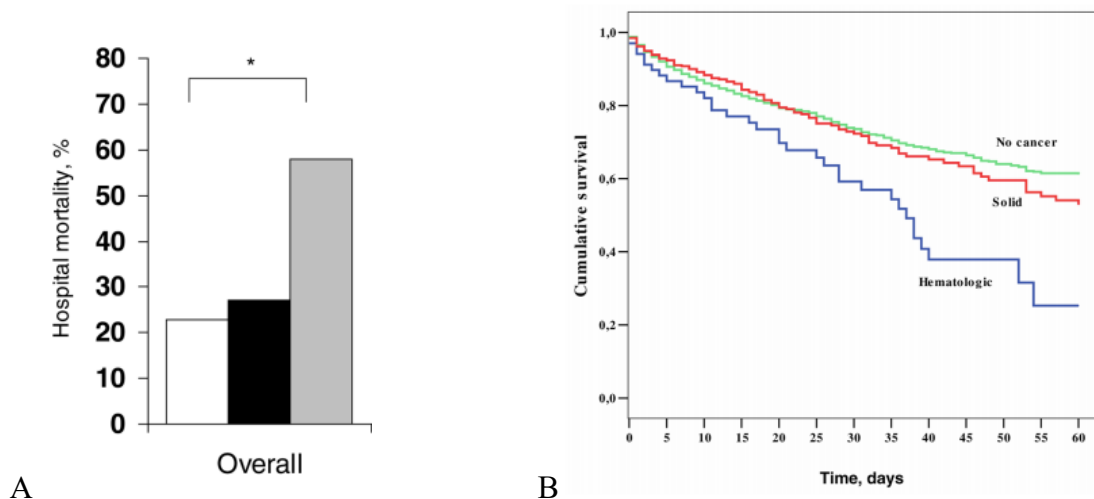 80
70
60
50
40
30
20
10
0
*
Hospital mortality, %
Overall
A
1,0
0,8
0,6
0,4
0,2
0,0
Cumulative survival
No cancer
Solid
Hematologic
0 5 10 15 20 25 30 35 40 45 50 55 60
Time, days
B